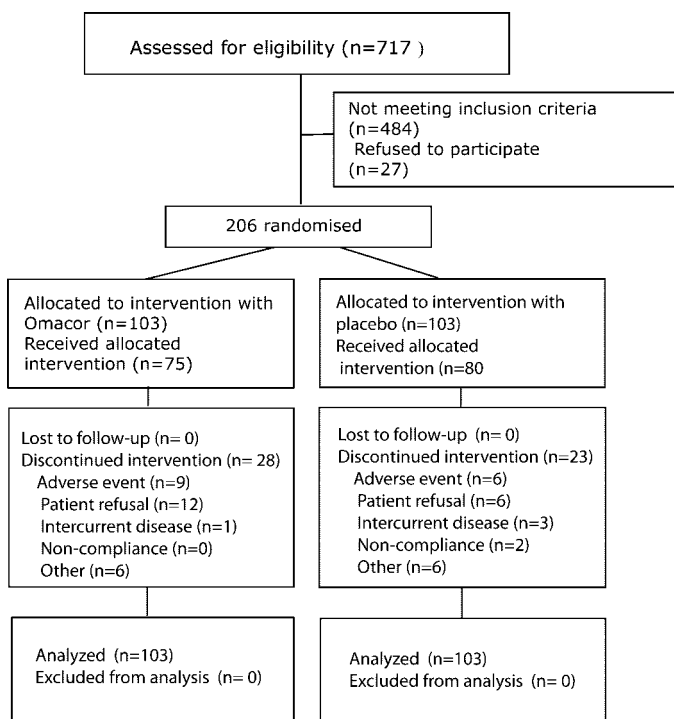 Assessed for eligibility (n=717 )
Not meeting inclusion criteria
(n=484)
Refused to participate
(n=27)
206 randomised
Allocated to intervention with
Omacor (n=103)
Received allocated
intervention (n=75)
Allocated to intervention with
placebo (n=103)
Received allocated
intervention (n=80
Lost to follow-up (n= 0)
Discontinued intervention (n= 28)
Adverse event (n=9)
Patient refusal (n=12)
Intercurrent disease (n=1)
Non-compliance (n=0)
Other (n=6)
Lost to follow-up (n= 0)
Discontinued intervention (n=23)
Adverse event (n=6)
Patient refusal (n=6)
Intercurrent disease (n=3)
Non-compliance (n=2)
Other (n=6)
Analyzed (n=103)
Excluded from analysis (n= 0)
Analyzed (n=103)
Excluded from analysis (n= 0)